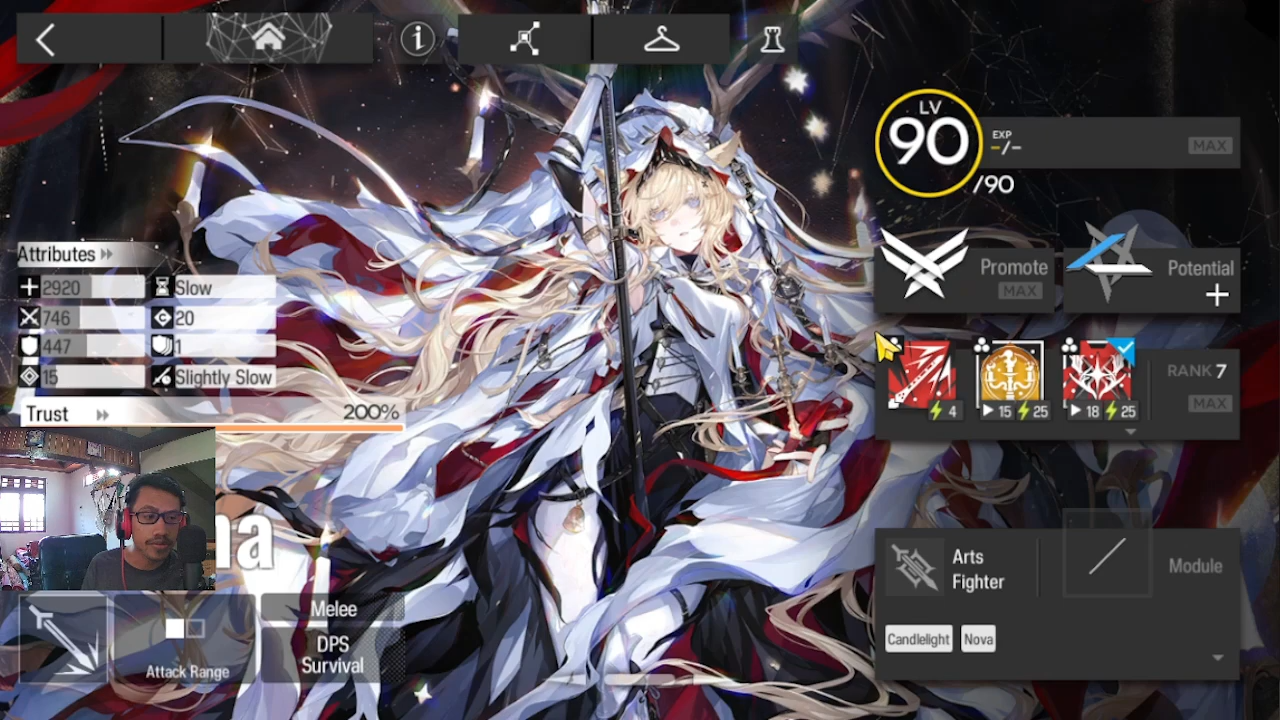 LV
90
EXP
-/-
MAX
/90
Promote
MAX
Potential
Attributes
2920
Slow
746
20
447
1
15
Slightly Slow
Trust
200%
4
15
25
18
25
RANK 7
MAX
na
Arts
Fighter
Module
Candlelight
Nova
Attack Range
Melee
DPS
Survival